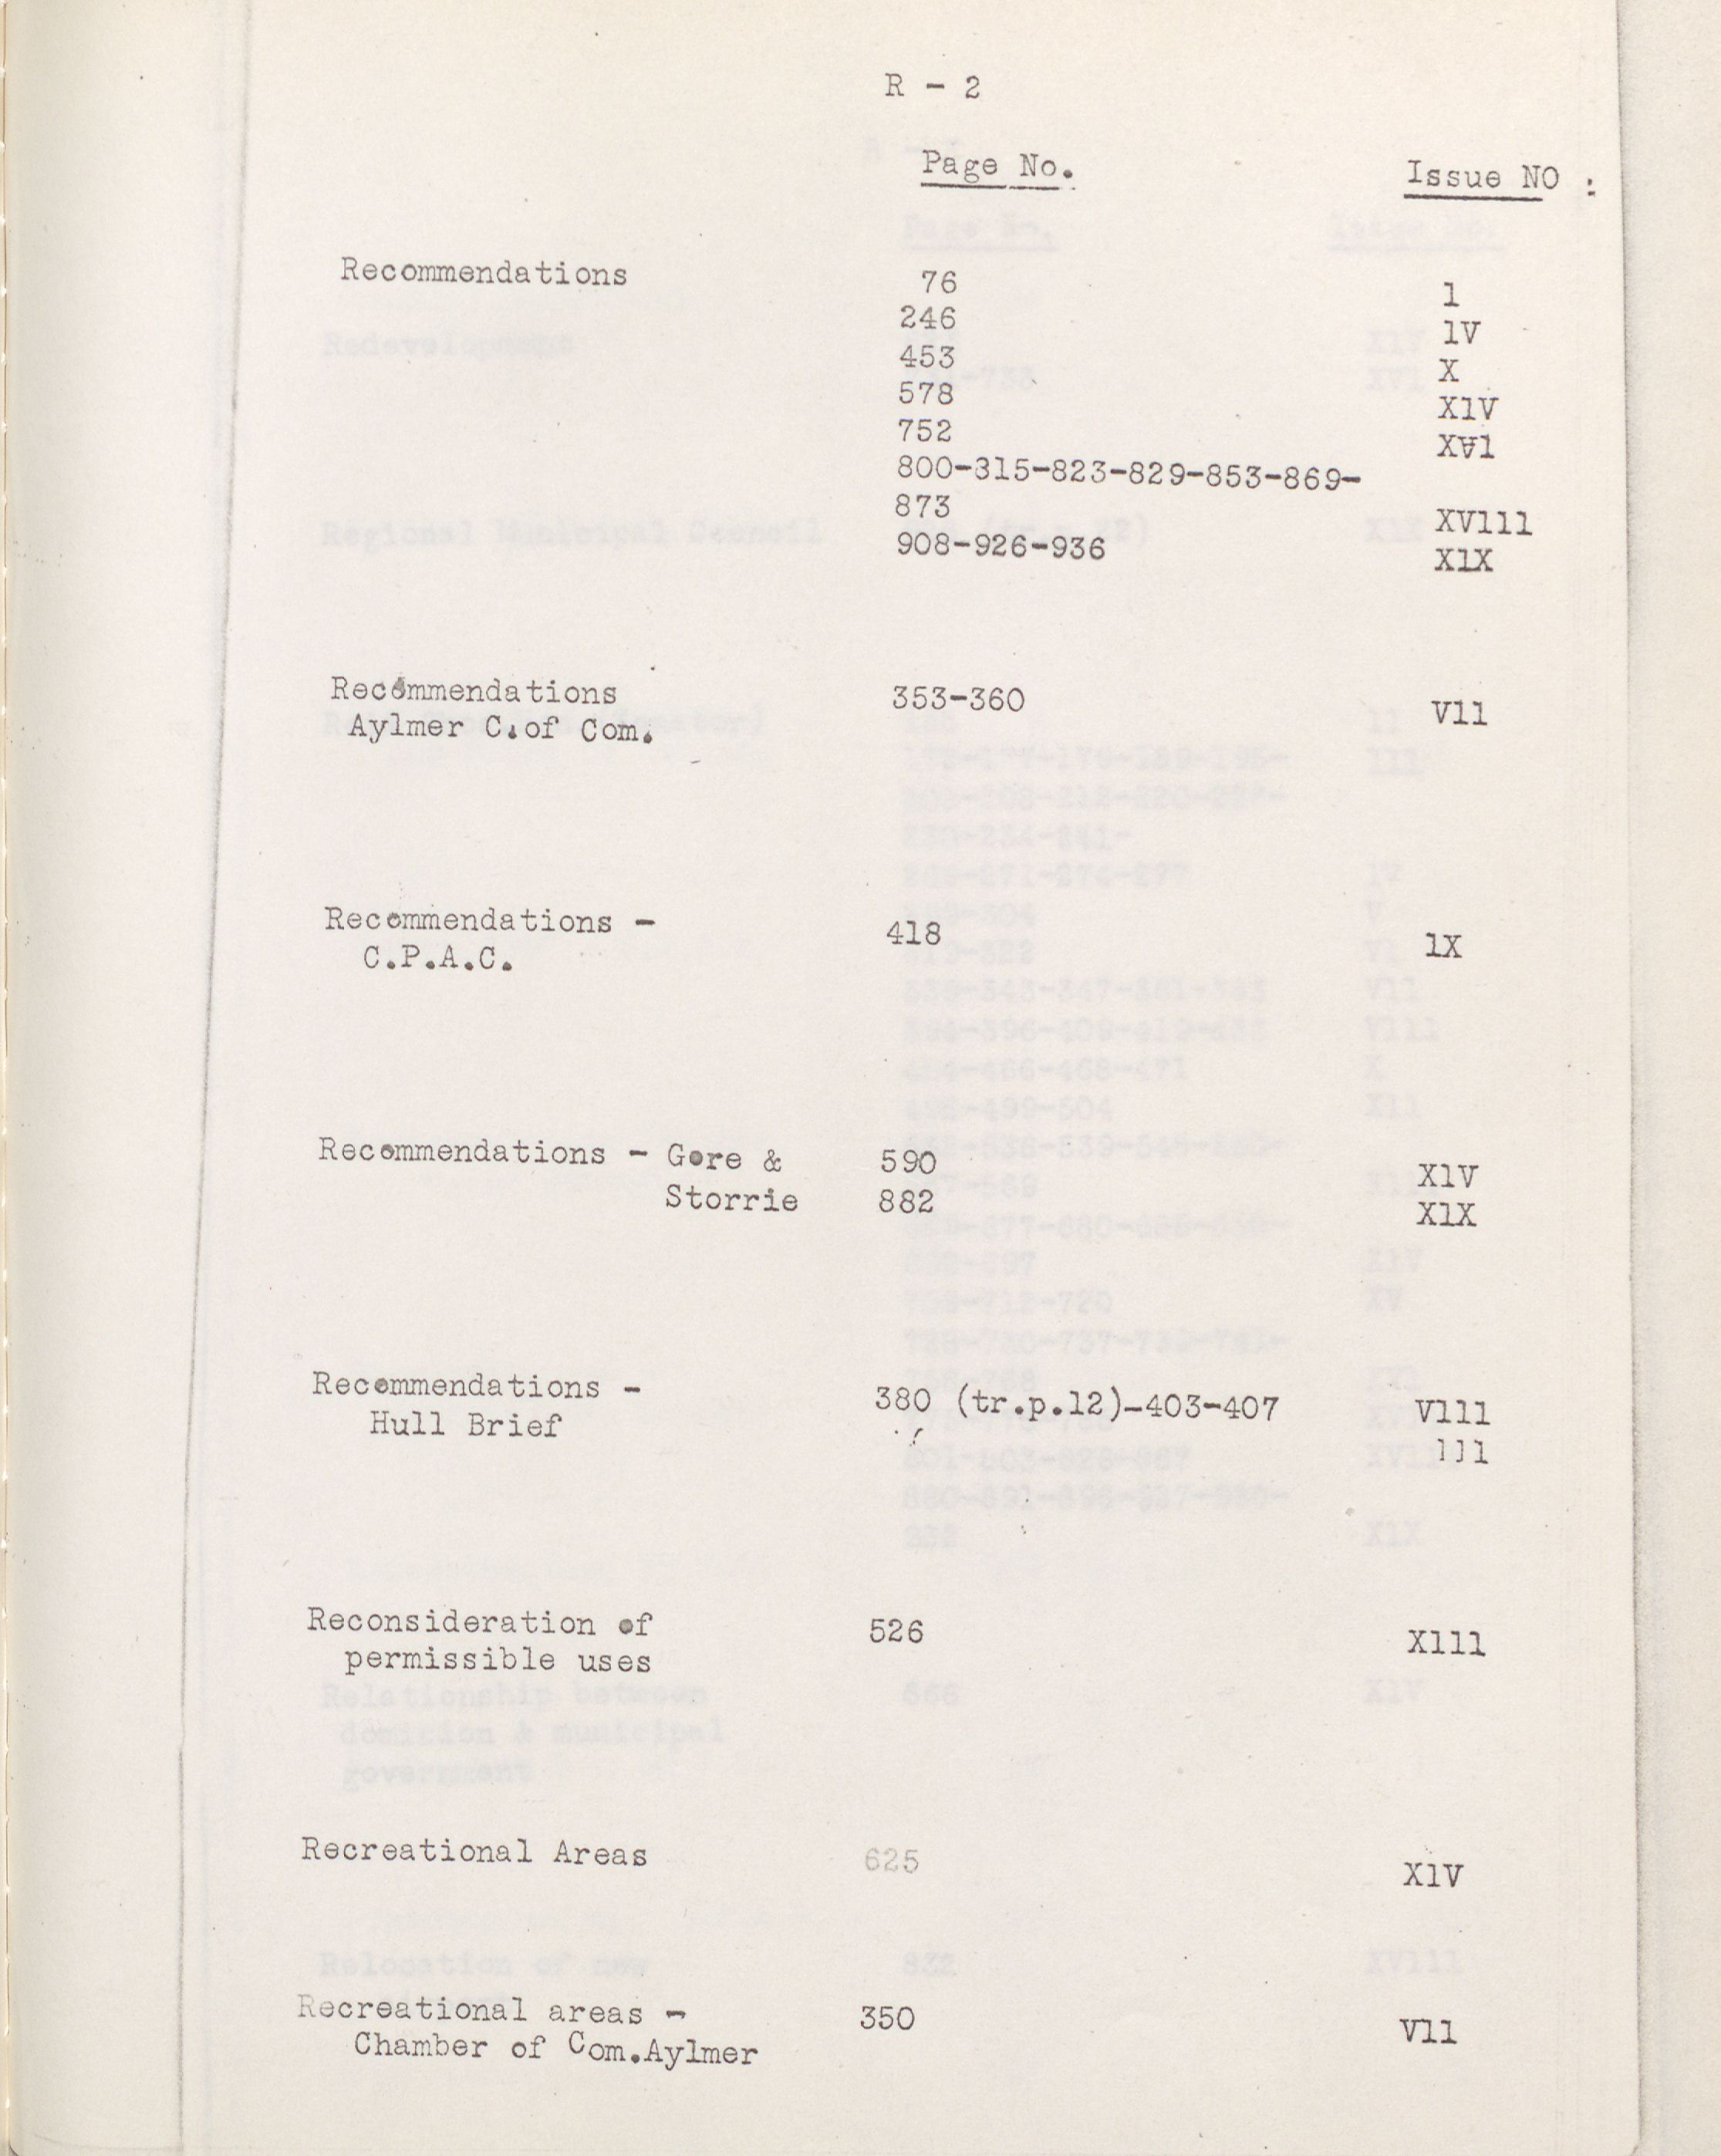 R - 2
Page No. Issue NO :
Recommendations 76 1
246 1V
453 X
578 X1V
752 XV1
800-315-823-829-853-869-
873 XV111
908-926-936 X1X
Recommendations 353-360 V11
Aylmer C.of Com.
Recommendations - 418 1X
C.P.A.C.
Recommendations - Gore & 590 X1V
Storrie 882 X1X
Recommendations - 380 (tr.p.12)-403-407 V111
Hull Brief 111
Reconsideration of 526 X111
permissible uses
Recreational Areas 625 X1V
Recreational areas - 350 V11
Chamber of Com.Aylmer